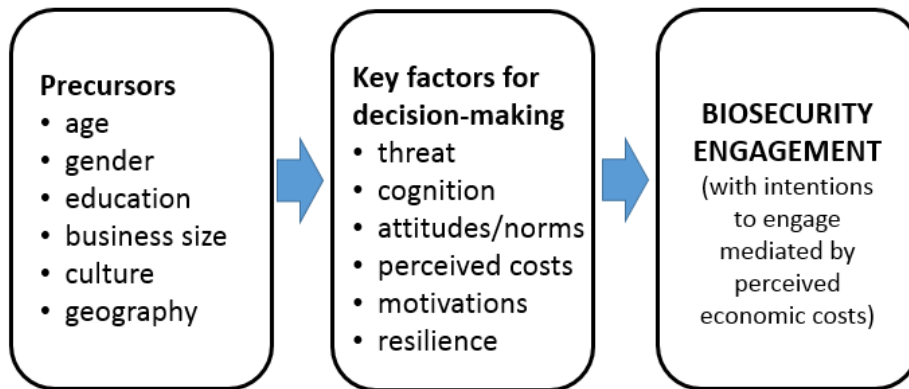 Precursors
• age
• gender
• education
• business size
• culture
• geography
Key factors for
decision-making
• threat
• cognition
• attitudes/norms
• perceived costs
• motivations
• resilience
BIOSECURITY
ENGAGEMENT
(with intentions
to engage
mediated by
perceived
economic costs)